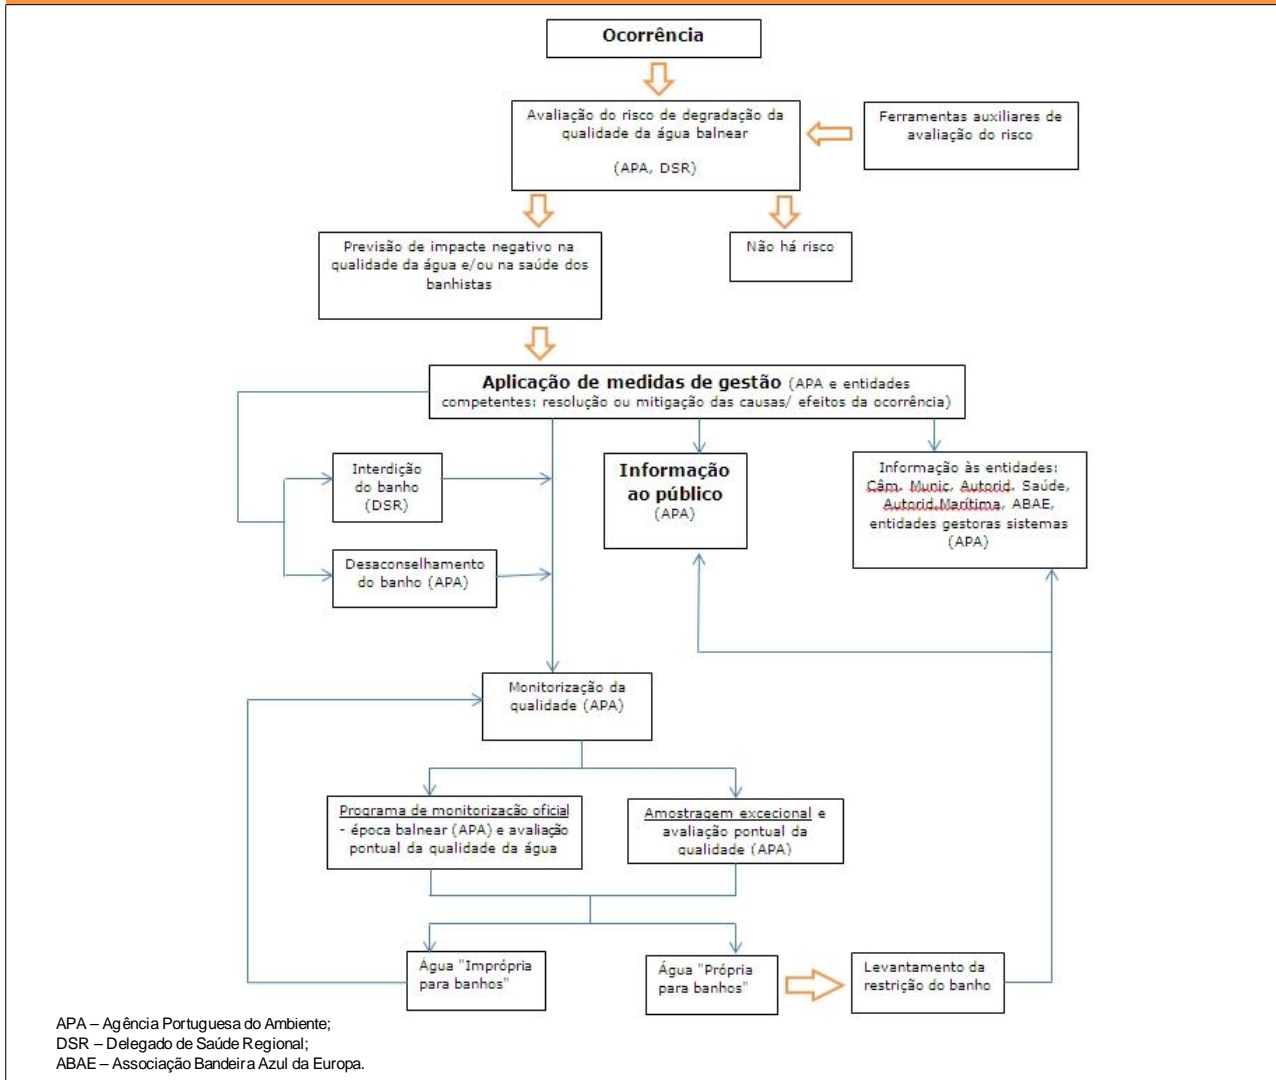 Ocorrência
Avaliação do risco de degradação da
qualidade da água balnear
(APA, DSR)
Ferramentas auxiliares de
avaliação do risco
Previsão de impacte negativo na
qualidade da água e/ou na saúde dos
banhistas
Não há risco
Aplicação de medidas de gestão (APA e entidades
competentes: resolução ou mitigação das causas/ efeitos da ocorrência)
Interdição
do banho
(DSR)
Desaconselhamento
do banho (APA)
Informação
ao público
(APA)
Informação às entidades:
Câm. Munic, Autorid. Saúde,
Autorid.Marítima, ABAE,
entidades gestoras sistemas
(APA)
Monitorização da
qualidade (APA)
Programa de monitorização oficial
- época balnear (APA) e avaliação
pontual da qualidade da água
Amostragem excecional e
avaliação pontual da
qualidade (APA)
Água "Imprópria
para banhos"
Água "Própria
para banhos"
Levantamento da
restrição do banho
APA – Agência Portuguesa do Ambiente;
DSR – Delegado de Saúde Regional;
ABAE – Associação Bandeira Azul da Europa.